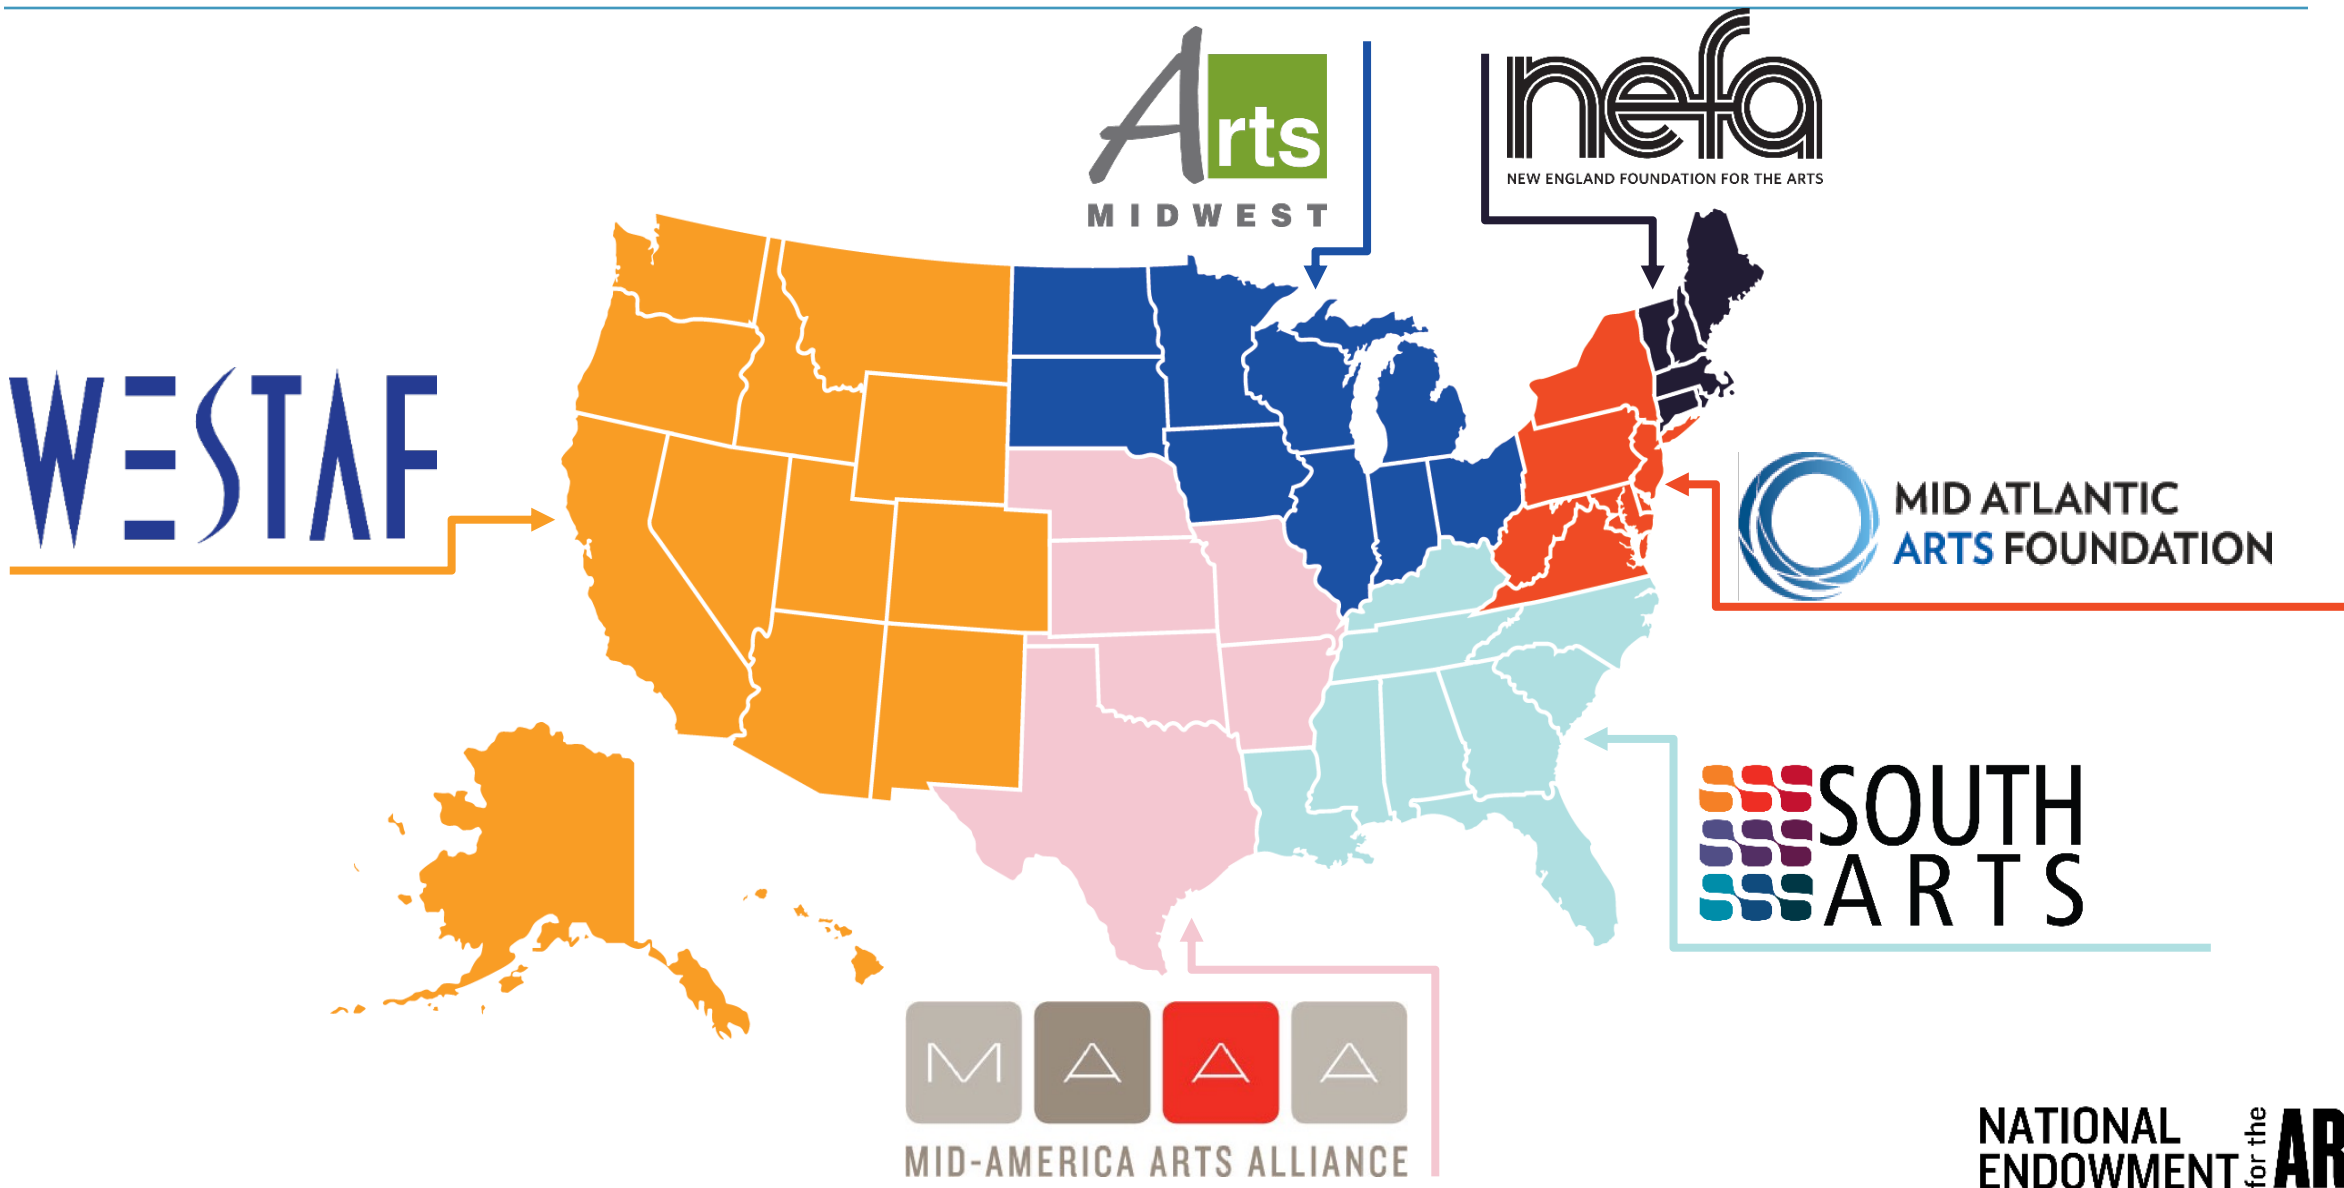 Arts
MIDWEST
nefa
NEW ENGLAND FOUNDATION FOR THE ARTS
WESTAF
MID ATLANTIC
ARTS FOUNDATION
SOUTH
ARTS
MAAA
MID-AMERICA ARTS ALLIANCE
NATIONAL
ENDOWMENT for the AR